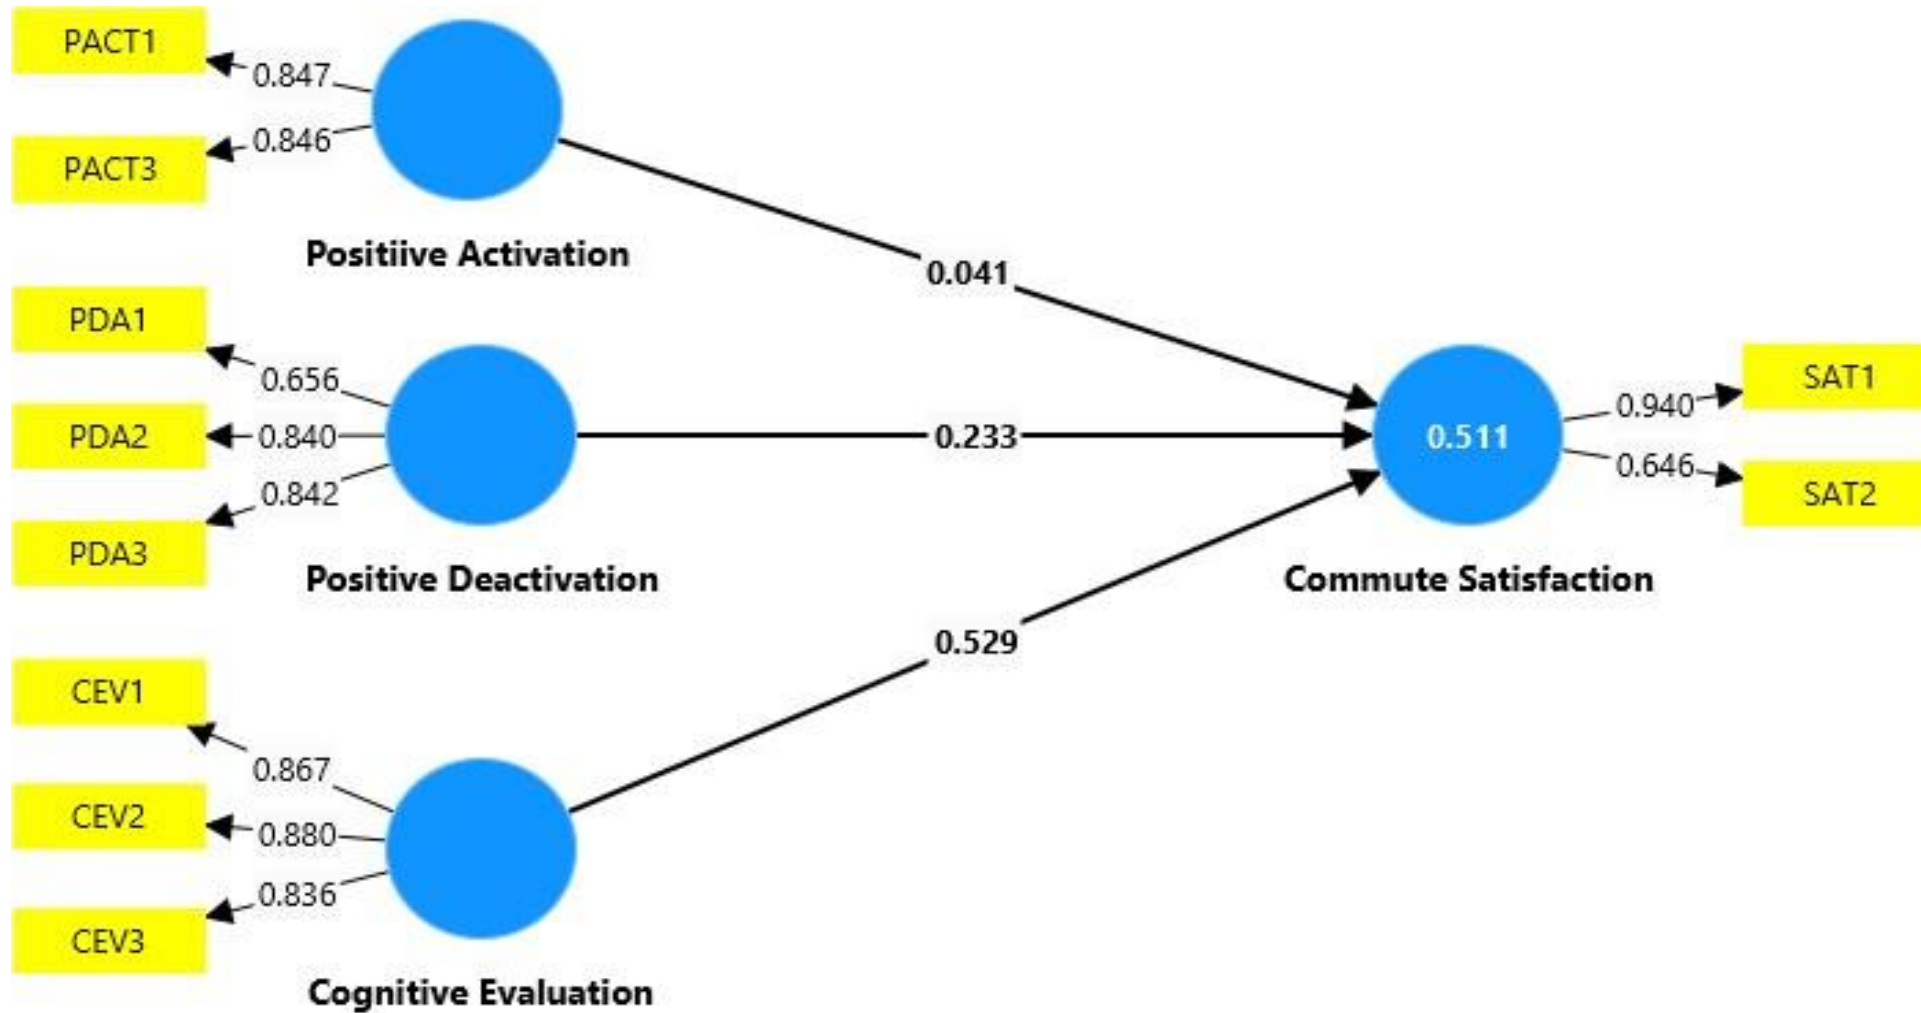 PACT1
0.847
0.846
PACT3
Positiive Activation
0.041
PDA1
0.656
PDA2
0.840
0.842
PDA3
Positive Deactivation
0.233
CEV1
0.867
CEV2
0.880
0.836
CEV3
Cognitive Evaluation
0.529
0.511
Commute Satisfaction
0.940
SAT1
0.646
SAT2